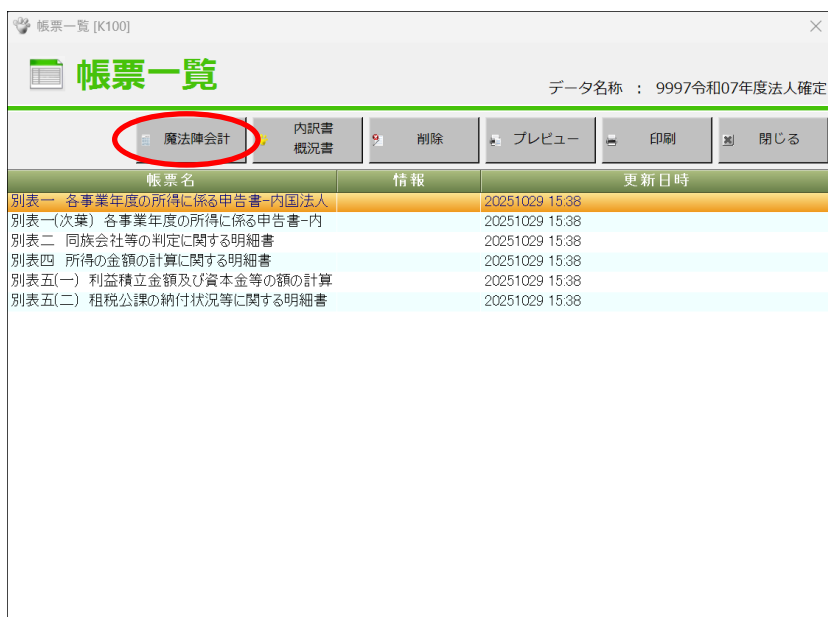 帳票一覧 [K100]
帳票一覧
データ名称 ： 9997令和07年度法人確定
魔法陣会計 内訳書 概況書 削除 プレビュー 印刷 閉じる
帳票名 情報 更新日時
別表一 各事業年度の所得に係る申告書-内国法人 20251029 15:38
別表一(次葉) 各事業年度の所得に係る申告書-内 20251029 15:38
別表二 同族会社等の判定に関する明細書 20251029 15:38
別表四 所得の金額の計算に関する明細書 20251029 15:38
別表五(一) 利益積立金額及び資本金等の額の計算 20251029 15:38
別表五(二) 租税公課の納付状況等に関する明細書 20251029 15:38